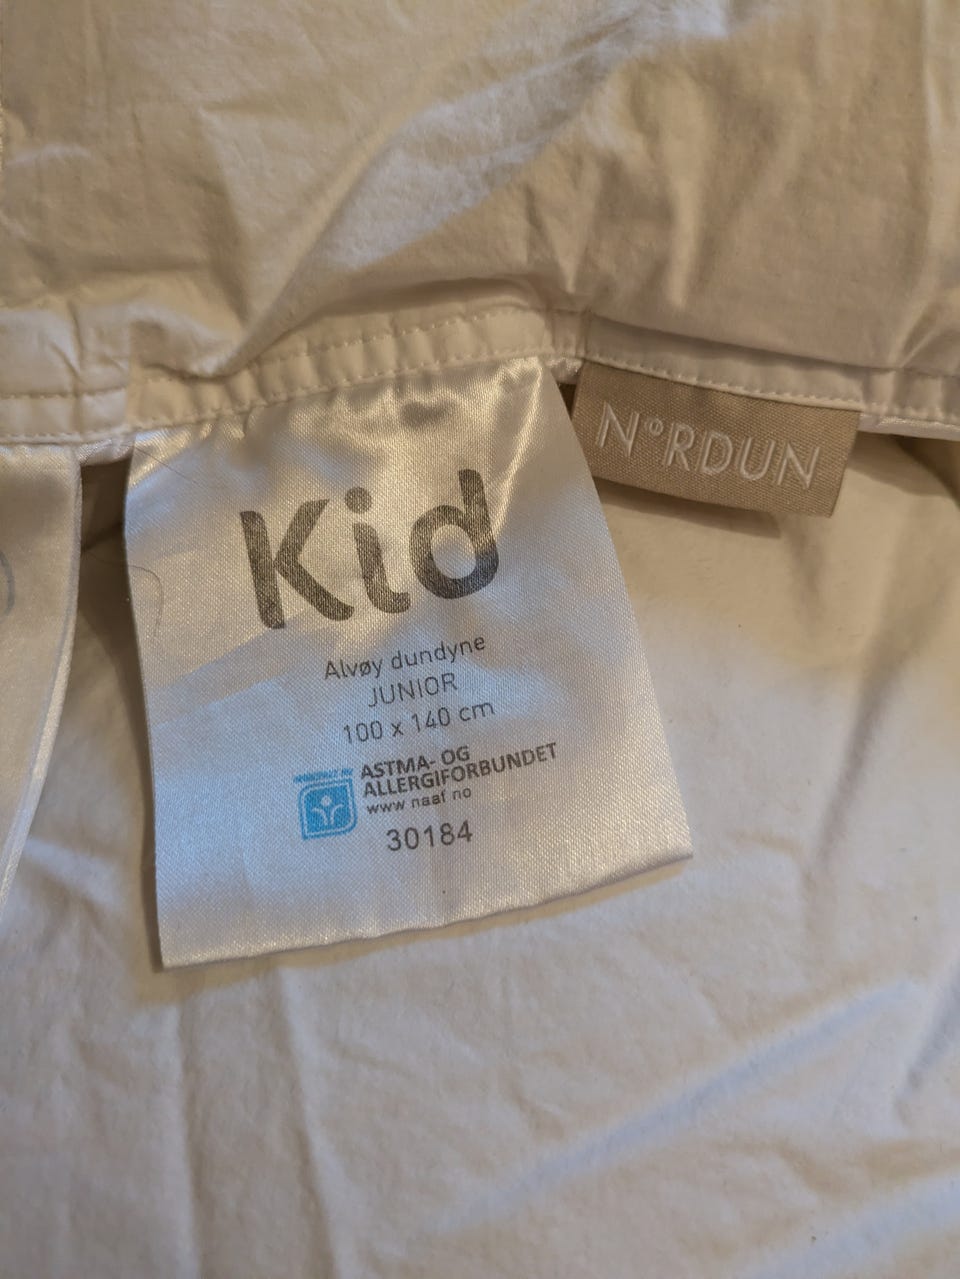 Kid
Alvøy dundyne
JUNIOR
100 x 140 cm
ASTMA- OG
ALLERGIFORBUNDET
www naaf no
30184
N°RDUN